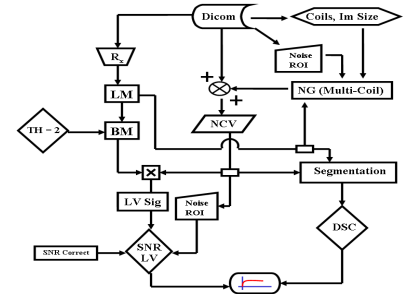 Dicom
Coils, Im Size
Rx
Noise
ROI
LM
NG (Multi-Coil)
TH = 2
BM
NCV
Segmentation
LV Sig
Noise
ROI
DSC
SNR Correct
SNR
LV